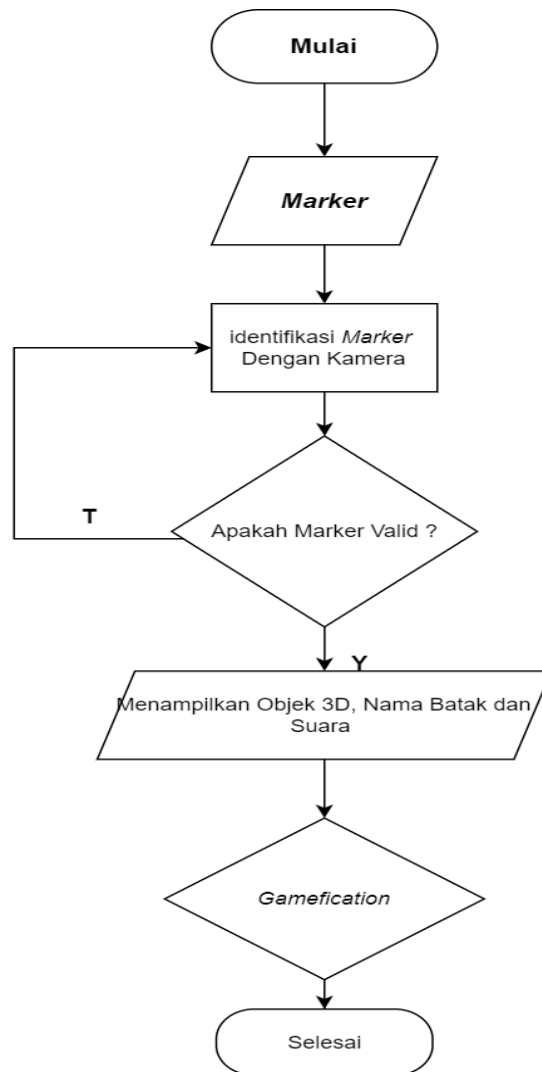 Mulai
Marker
identifikasi Marker
Dengan Kamera
Apakah Marker Valid ?
T
Y
Menampilkan Objek 3D, Nama Batak dan
Suara
Gamefication
Selesai